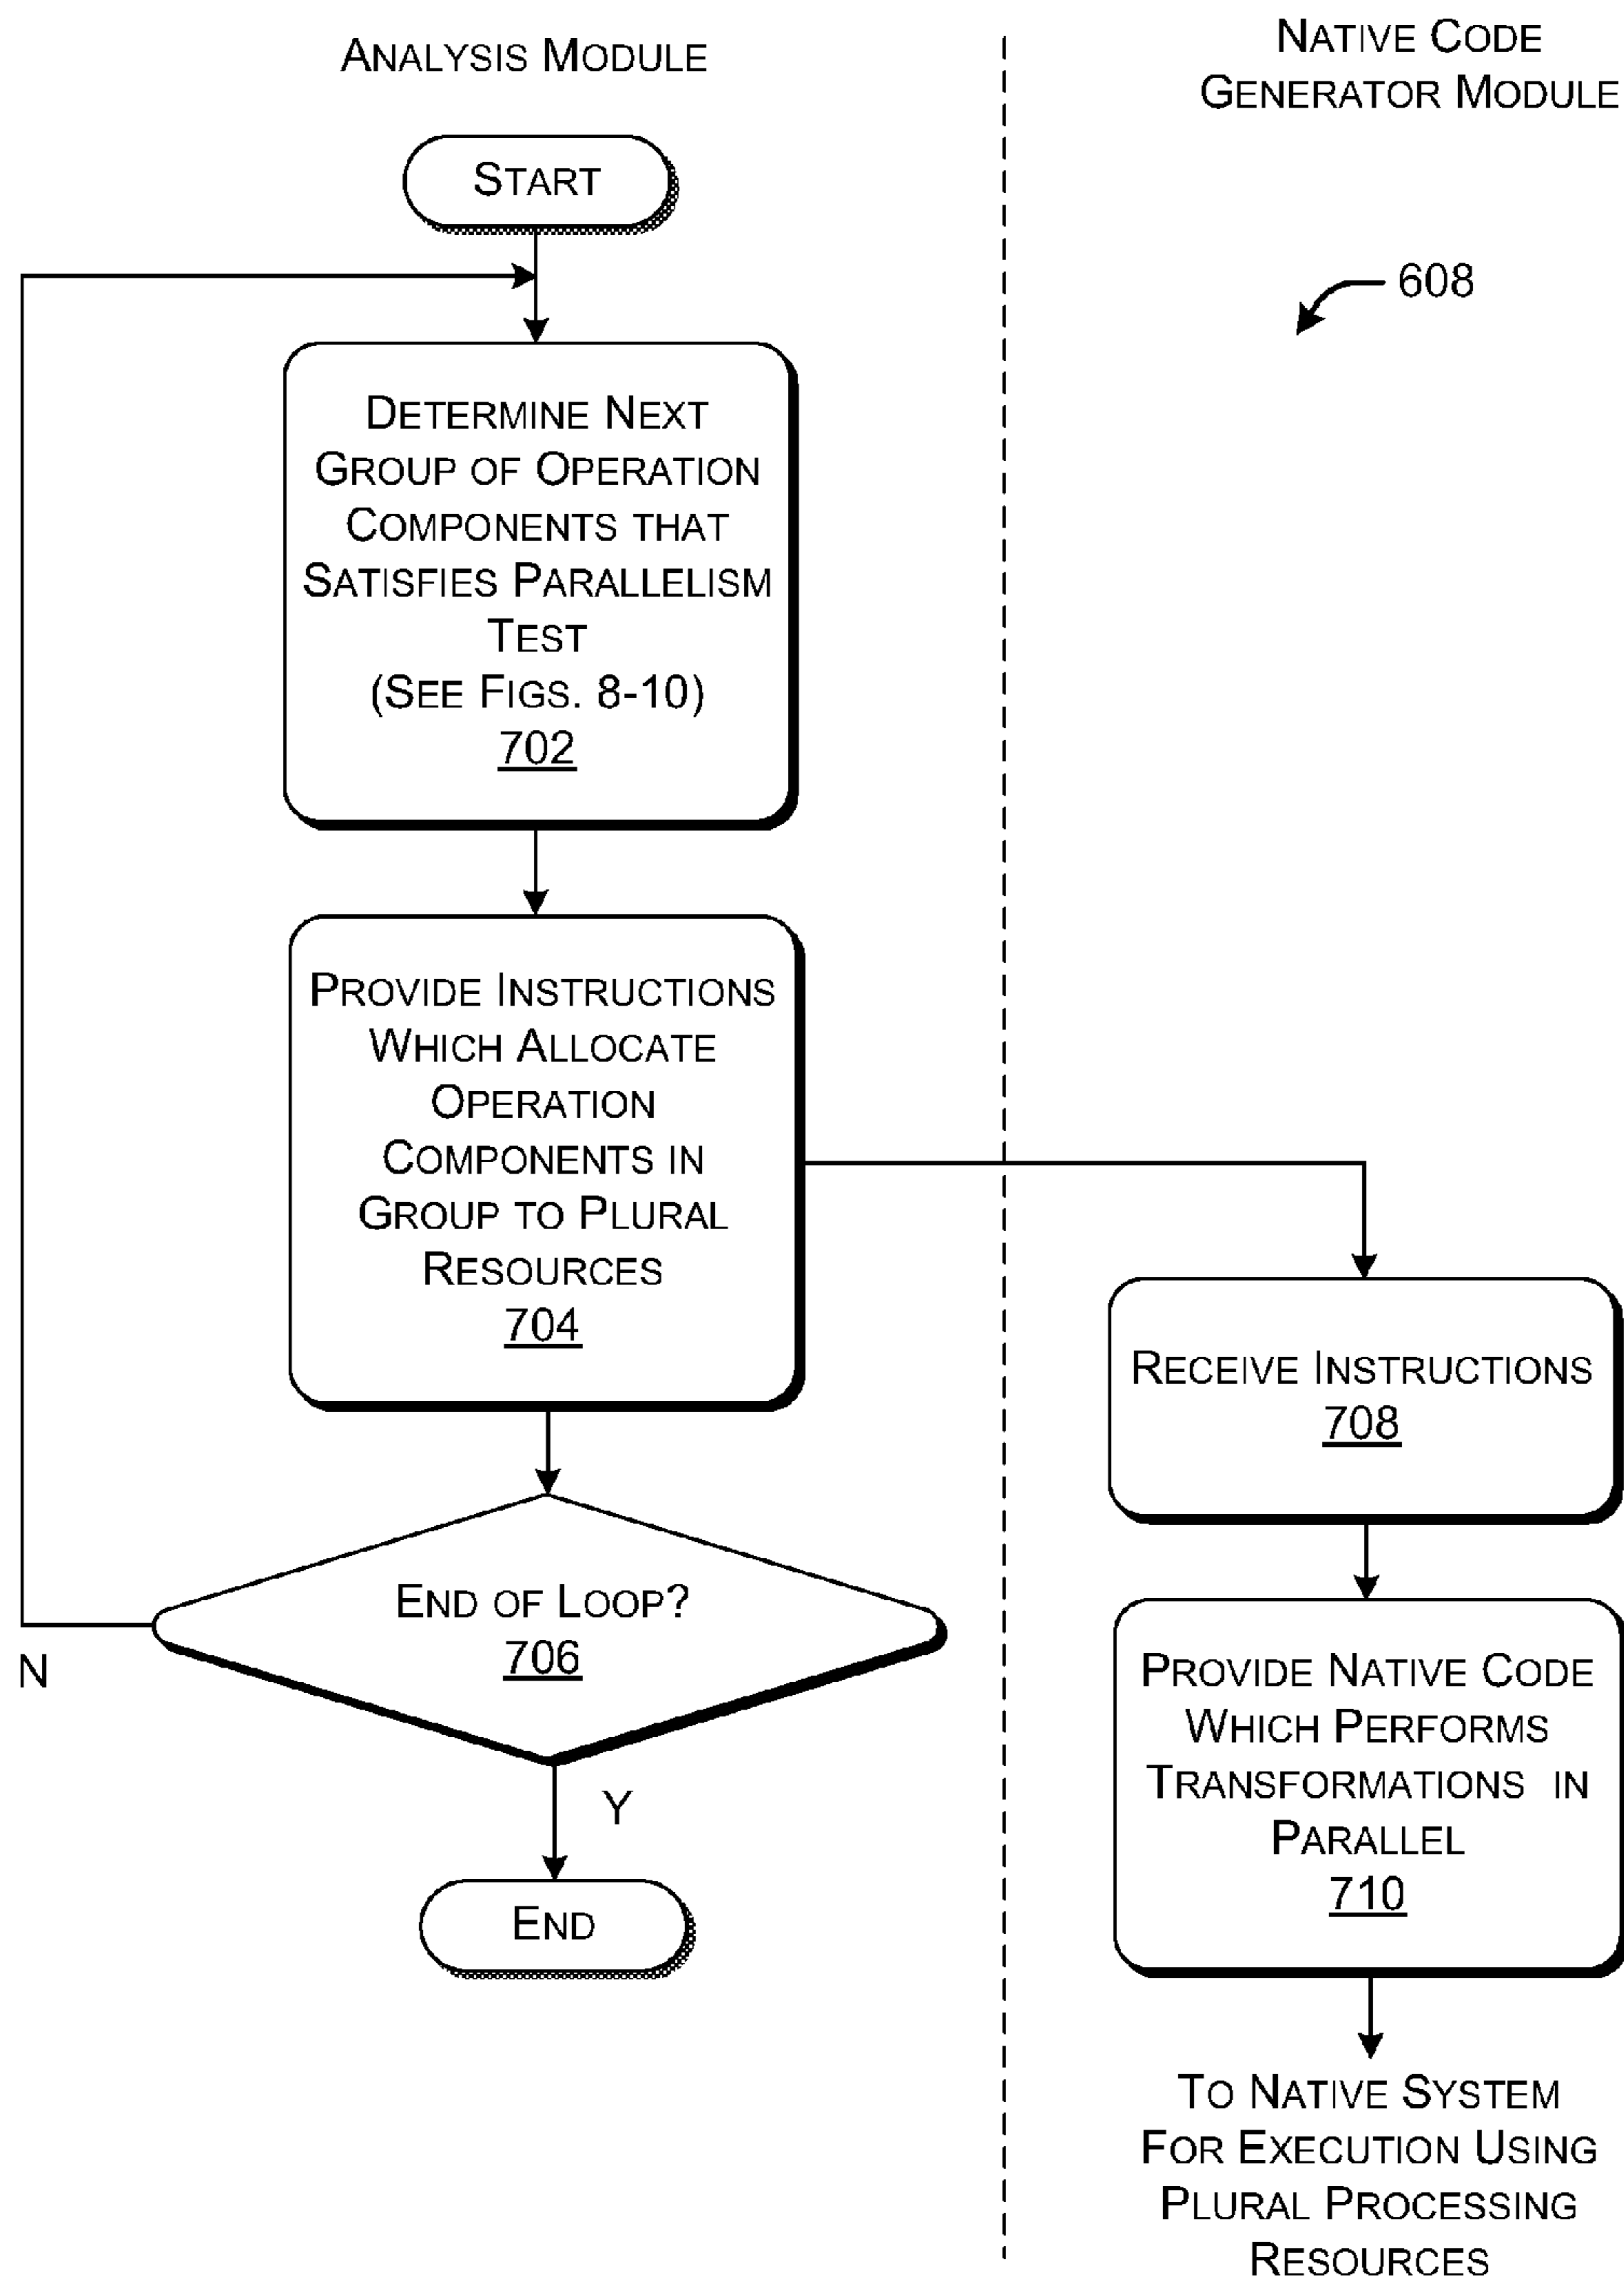 ANALYSIS MODULE
NATIVE CODE
GENERATOR MODULE
START
608
DETERMINE NEXT
GROUP OF OPERATION
COMPONENTS THAT
SATISFIES PARALLELISM
TEST
(SEE FIGS. 8-10)
702
PROVIDE INSTRUCTIONS
WHICH ALLOCATE
OPERATION
COMPONENTS IN
GROUP TO PLURAL
RESOURCES
704
RECEIVE INSTRUCTIONS
708
END OF LOOP?
706
N
Y
END
PROVIDE NATIVE CODE
WHICH PERFORMS
TRANSFORMATIONS IN
PARALLEL
710
TO NATIVE SYSTEM
FOR EXECUTION USING
PLURAL PROCESSING
RESOURCES